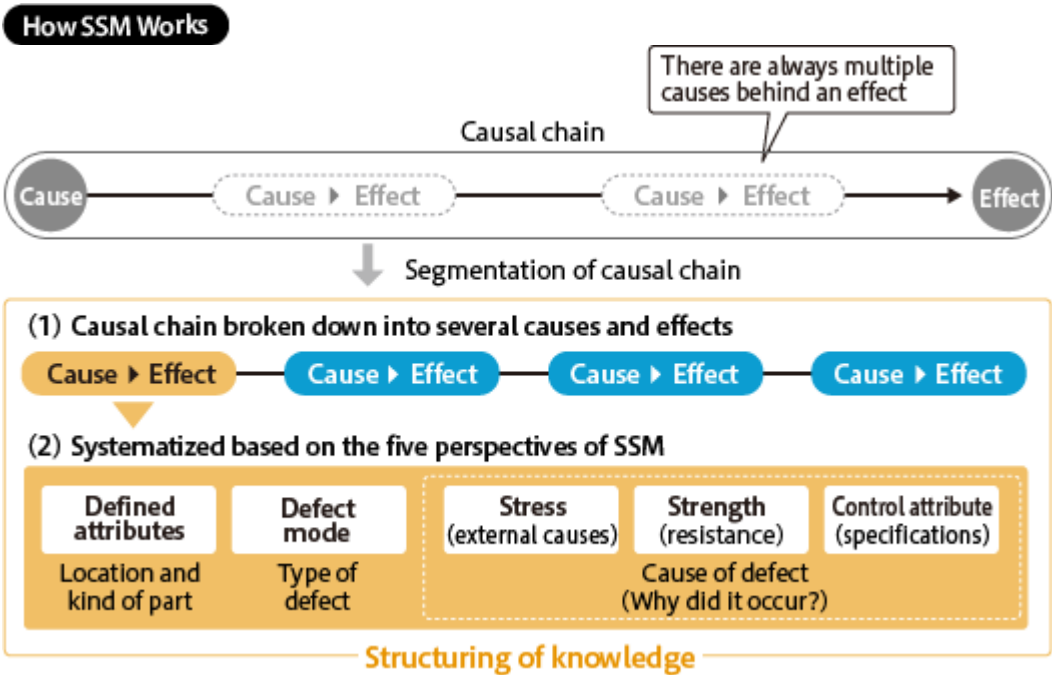 How SSM Works
There are always multiple
causes behind an effect
Causal chain
Cause
Cause ▶ Effect
Cause ▶ Effect
Effect
Segmentation of causal chain
(1) Causal chain broken down into several causes and effects
Cause ▶ Effect
Cause ▶ Effect
Cause ▶ Effect
Cause ▶ Effect
(2) Systematized based on the five perspectives of SSM
Defined
attributes
Location and
kind of part
Defect
mode
Type of
defect
Stress
(external causes)
Strength
(resistance)
Control attribute
(specifications)
Cause of defect
(Why did it occur?)
Structuring of knowledge